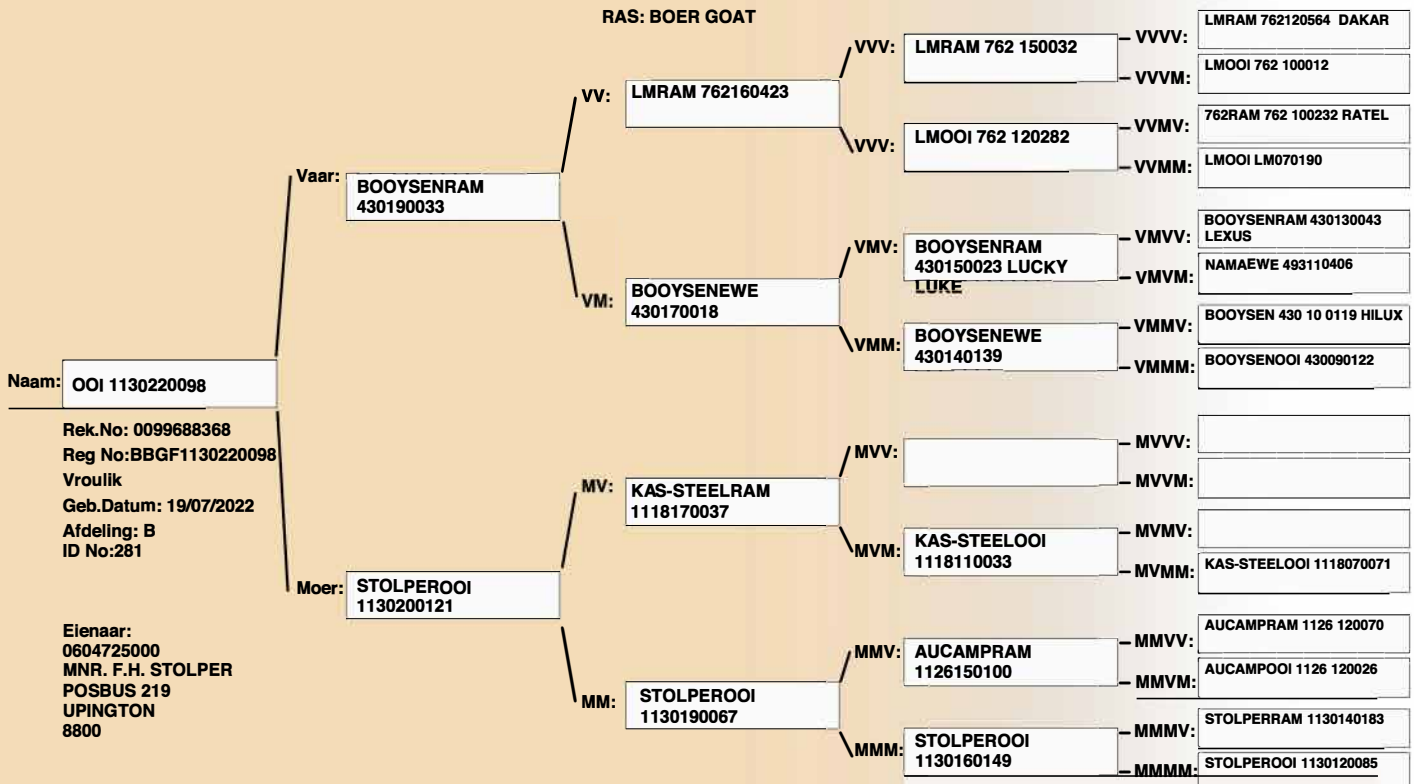 RAS: BOER GOAT
Naam: OOI 1130220098
Rek.No: 0099688368
Reg No:BBGF1130220098
Vroulik
Geb.Datum: 19/07/2022
Afdeling: B
ID No:281
Eienaar:
0604725000
MNR. F.H. STOLPER
POSBUS 219
UPINGTON
8800
Vaar: BOOYSENRAM
430190033
Moer: STOLPEROOI
1130200121
VV: LMRAM 762160423
VM: BOOYSENEWE
430170018
MV: KAS-STEELRAM
1118170037
MM: STOLPEROOI
1130190067
VVV: LMRAM 762 150032
VVV: LMOOI 762 120282
VMV: BOOYSENRAM
430150023 LUCKY
LUKE
VMM: BOOYSENEWE
430140139
MVV:
MVM: KAS-STEELOOI
1118110033
MMV: AUCAMPRAM
1126150100
MMM: STOLPEROOI
1130160149
VVVV: LMRAM 762120564 DAKAR
VVVM: LMOOI 762 100012
VVMV: 762RAM 762 100232 RATEL
VVMM: LMOOI LM070190
VMVV: BOOYSENRAM 430130043
LEXUS
VMVM: NAMAEWE 493110406
VMMV: BOOYSEN 430 10 0119 HILUX
VMMM: BOOYSENOOI 430090122
MVVV:
MVVM:
MVMV:
MVMM: KAS-STEELOOI 1118070071
MMVV: AUCAMPRAM 1126 120070
MMVM: AUCAMPOOI 1126 120026
MMMV: STOLPERRAM 1130140183
MMMM: STOLPEROOI 1130120085